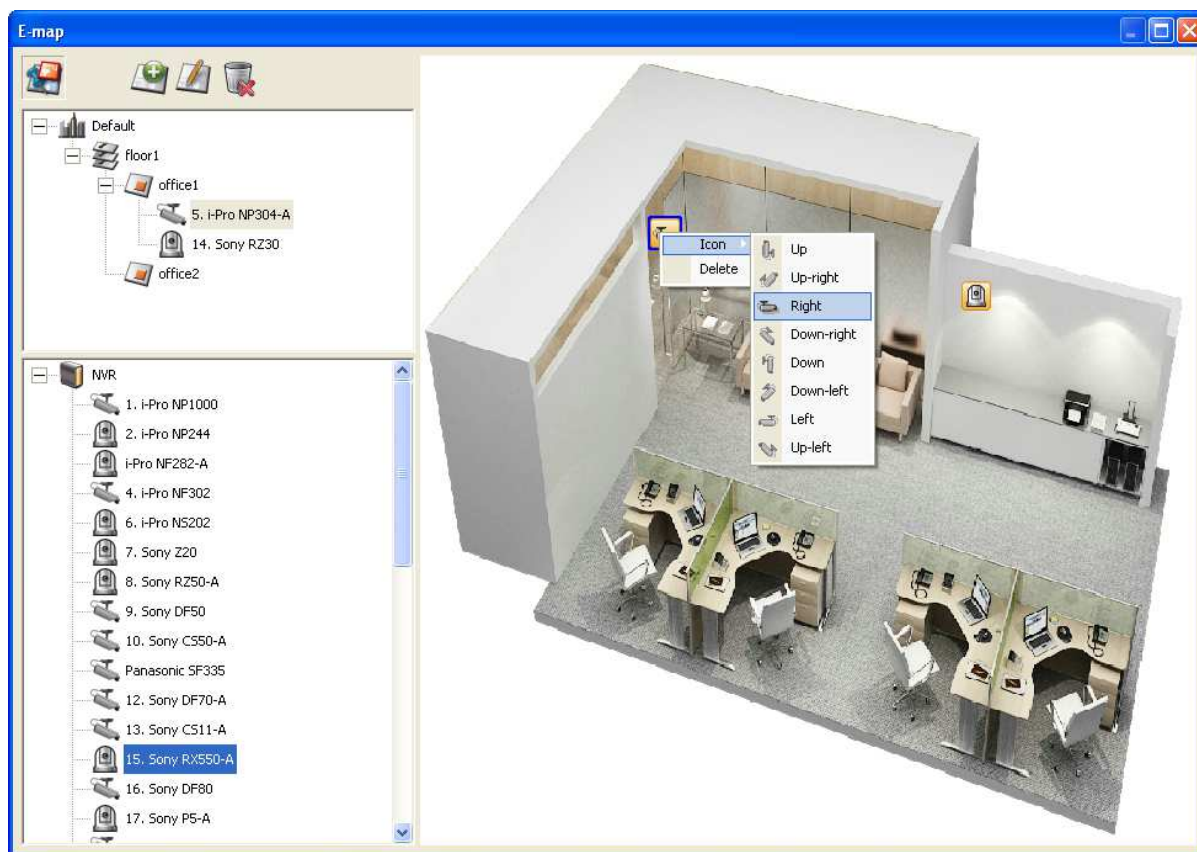 E-map
Default
floor1
office1
5. i-Pro NP304-A
14. Sony RZ30
office2
NVR
1. i-Pro NP1000
2. i-Pro NP244
i-Pro NF282-A
4. i-Pro NF302
6. i-Pro NS202
7. Sony Z20
8. Sony RZ50-A
9. Sony DF50
10. Sony CS50-A
Panasonic SF335
12. Sony DF70-A
13. Sony CS11-A
15. Sony RX550-A
16. Sony DF80
17. Sony P5-A
Icon
Delete
Up
Up-right
Right
Down-right
Down
Down-left
Left
Up-left